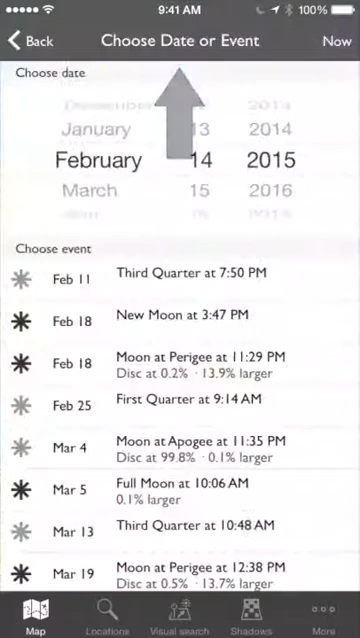 9:41 AM
100%
Back
Choose Date or Event
Now
Choose date
January 13 2014
February 14 2015
March 15 2016
Choose event
Feb 11 Third Quarter at 7:50 PM
Feb 18 New Moon at 3:47 PM
Feb 18 Moon at Perigee at 11:29 PM
Disc at 0.2% · 13.9% larger
Feb 25 First Quarter at 9:14 AM
Mar 4 Moon at Apogee at 11:35 PM
Disc at 99.8% · 0.1% larger
Mar 5 Full Moon at 10:06 AM
0.1% larger
Mar 13 Third Quarter at 10:48 AM
Mar 19 Moon at Perigee at 12:38 PM
Disc at 0.5% · 13.7% larger
Map
Locations
Visual search
Shadows
More